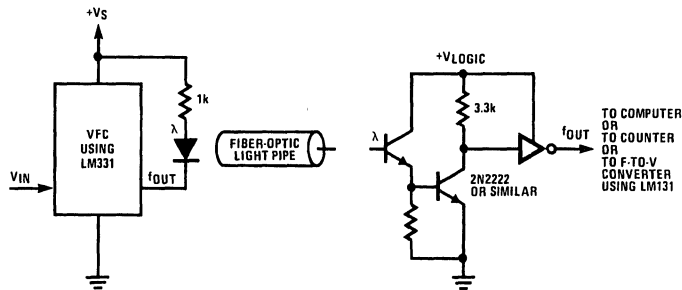 +VS
1k
λ
VFC
USING
LM331
VIN
fOUT
FIBER-OPTIC
LIGHT PIPE
+VLOGIC
3.3k
λ
2N2222
OR SIMILAR
fOUT
TO COMPUTER
OR
TO COUNTER
OR
TO F-TO-V
CONVERTER
USING LM131